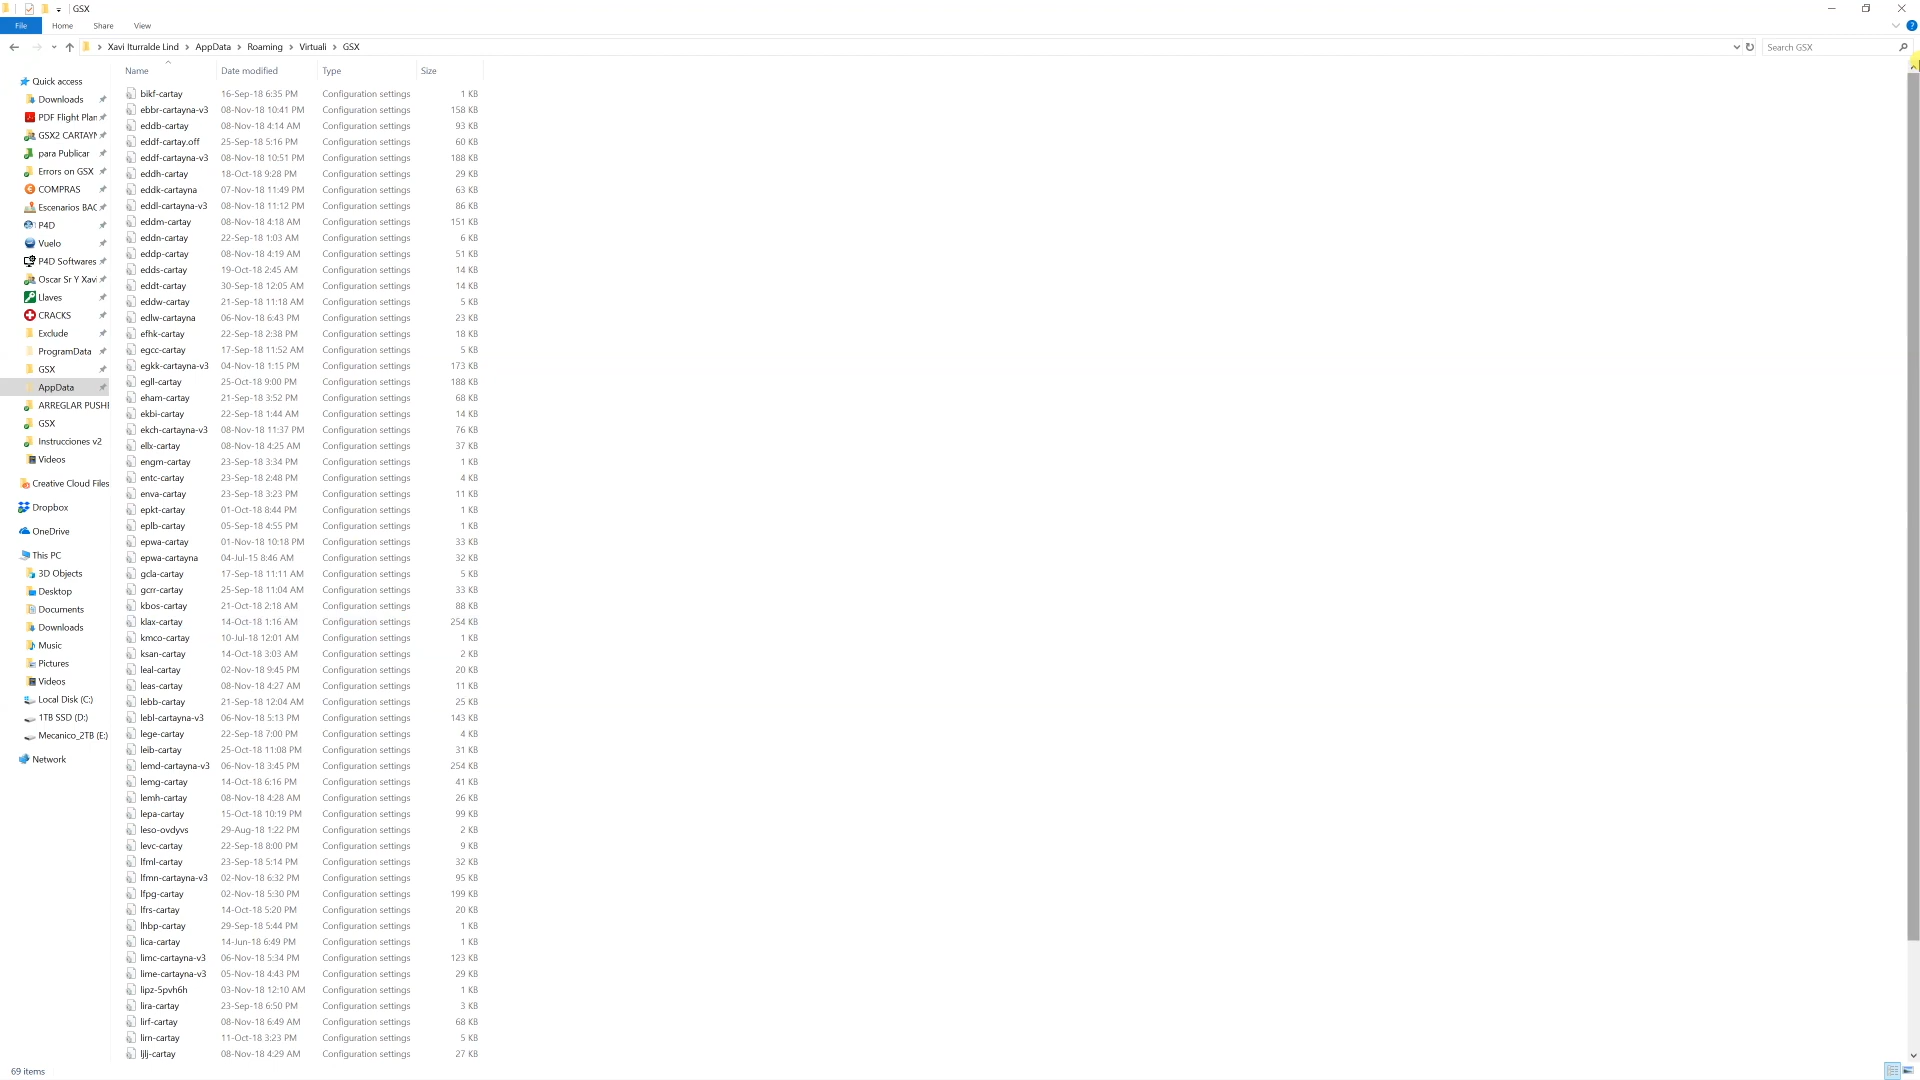 GSX
File Home Share View
Xavi Iturralde Lind > AppData > Roaming > Virtuali > GSX
Search GSX
Name Date modified Type Size
Quick access
Downloads
PDF Flight Plan
GSX2 CARTAYN
para Publicar
Errors on GSX
COMPRAS
Escenarios BAC
P4D
Vuelo
P4D Softwares
Oscar Sr Y Xavi
Llaves
CRACKS
Exclude
ProgramData
GSX
AppData
ARREGLAR PUSHB
GSX
Instrucciones v2
Videos
Creative Cloud Files
Dropbox
OneDrive
This PC
3D Objects
Desktop
Documents
Downloads
Music
Pictures
Videos
Local Disk (C:)
1TB SSD (D:)
Mecanico_2TB (E:)
Network
bikf-cartay 16-Sep-18 6:35 PM Configuration settings 1 KB
ebbr-cartayna-v3 08-Nov-18 10:41 PM Configuration settings 158 KB
eddb-cartay 08-Nov-18 4:14 AM Configuration settings 93 KB
eddf-cartay.off 25-Sep-18 5:16 PM Configuration settings 60 KB
eddf-cartayna-v3 08-Nov-18 10:51 PM Configuration settings 188 KB
eddh-cartay 18-Oct-18 9:28 PM Configuration settings 29 KB
eddk-cartayna 07-Nov-18 11:49 PM Configuration settings 63 KB
eddl-cartayna-v3 08-Nov-18 11:12 PM Configuration settings 86 KB
eddm-cartay 08-Nov-18 4:18 AM Configuration settings 151 KB
eddn-cartay 22-Sep-18 1:03 AM Configuration settings 6 KB
eddp-cartay 08-Nov-18 4:19 AM Configuration settings 51 KB
edds-cartay 19-Oct-18 2:45 AM Configuration settings 14 KB
eddt-cartay 30-Sep-18 12:05 AM Configuration settings 14 KB
eddw-cartay 21-Sep-18 11:18 AM Configuration settings 5 KB
edlw-cartayna 06-Nov-18 6:43 PM Configuration settings 23 KB
efhk-cartay 22-Sep-18 2:38 PM Configuration settings 18 KB
egcc-cartay 17-Sep-18 11:52 AM Configuration settings 5 KB
egkk-cartayna-v3 04-Nov-18 1:15 PM Configuration settings 173 KB
egll-cartay 25-Oct-18 9:00 PM Configuration settings 188 KB
eham-cartay 21-Sep-18 3:52 PM Configuration settings 68 KB
ekbi-cartay 22-Sep-18 1:44 AM Configuration settings 14 KB
ekch-cartayna-v3 08-Nov-18 11:37 PM Configuration settings 76 KB
ellx-cartay 08-Nov-18 4:25 AM Configuration settings 37 KB
engm-cartay 23-Sep-18 3:34 PM Configuration settings 1 KB
entc-cartay 23-Sep-18 2:48 PM Configuration settings 4 KB
enva-cartay 23-Sep-18 3:23 PM Configuration settings 11 KB
epkt-cartay 01-Oct-18 8:44 PM Configuration settings 1 KB
eplb-cartay 05-Sep-18 4:55 PM Configuration settings 1 KB
epwa-cartay 01-Nov-18 10:18 PM Configuration settings 33 KB
epwa-cartayna 04-Jul-15 8:46 AM Configuration settings 32 KB
gcla-cartay 17-Sep-18 11:11 AM Configuration settings 5 KB
gcrr-cartay 25-Sep-18 11:04 AM Configuration settings 33 KB
kbos-cartay 21-Oct-18 2:18 AM Configuration settings 88 KB
klax-cartay 14-Oct-18 1:16 AM Configuration settings 254 KB
kmco-cartay 10-Jul-18 12:01 AM Configuration settings 1 KB
ksan-cartay 14-Oct-18 3:03 AM Configuration settings 2 KB
leal-cartay 02-Nov-18 9:45 PM Configuration settings 20 KB
leas-cartay 08-Nov-18 4:27 AM Configuration settings 11 KB
lebb-cartay 21-Sep-18 12:04 AM Configuration settings 25 KB
lebl-cartayna-v3 06-Nov-18 5:13 PM Configuration settings 143 KB
lege-cartay 22-Sep-18 7:00 PM Configuration settings 4 KB
leib-cartay 25-Oct-18 11:08 PM Configuration settings 31 KB
lemd-cartayna-v3 06-Nov-18 3:45 PM Configuration settings 254 KB
lemg-cartay 14-Oct-18 6:16 PM Configuration settings 41 KB
lemh-cartay 08-Nov-18 4:28 AM Configuration settings 26 KB
lepa-cartay 15-Oct-18 10:19 PM Configuration settings 99 KB
leso-ovdyvs 29-Aug-18 1:22 PM Configuration settings 2 KB
levc-cartay 22-Sep-18 8:00 PM Configuration settings 9 KB
lfml-cartay 23-Sep-18 5:14 PM Configuration settings 32 KB
lfmn-cartayna-v3 02-Nov-18 6:32 PM Configuration settings 95 KB
lfpg-cartay 02-Nov-18 5:30 PM Configuration settings 199 KB
lfrs-cartay 14-Oct-18 5:20 PM Configuration settings 20 KB
lhbp-cartay 29-Sep-18 5:44 PM Configuration settings 1 KB
lica-cartay 14-Jun-18 6:49 PM Configuration settings 1 KB
limc-cartayna-v3 06-Nov-18 5:34 PM Configuration settings 123 KB
lime-cartayna-v3 05-Nov-18 4:43 PM Configuration settings 29 KB
lipz-5pvh6h 03-Nov-18 12:10 AM Configuration settings 1 KB
lira-cartay 23-Sep-18 6:50 PM Configuration settings 3 KB
lirf-cartay 08-Nov-18 6:49 AM Configuration settings 68 KB
lirn-cartay 11-Oct-18 3:23 PM Configuration settings 5 KB
ljlj-cartay 08-Nov-18 4:29 AM Configuration settings 27 KB
69 items